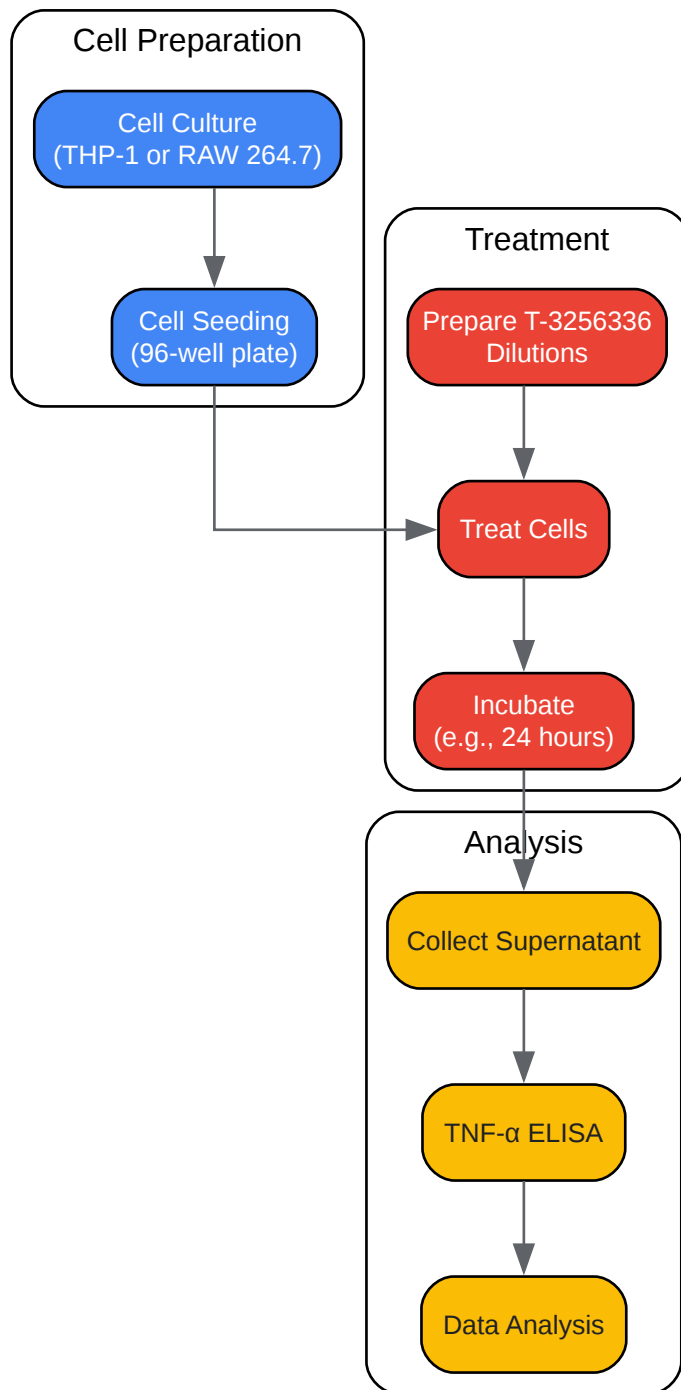 Cell Preparation
Cell Culture
(THP-1 or RAW 264.7)
Cell Seeding
(96-well plate)
Treatment
Prepare T-3256336
Dilutions
Treat Cells
Incubate
(e.g., 24 hours)
Analysis
Collect Supernatant
TNF-α ELISA
Data Analysis